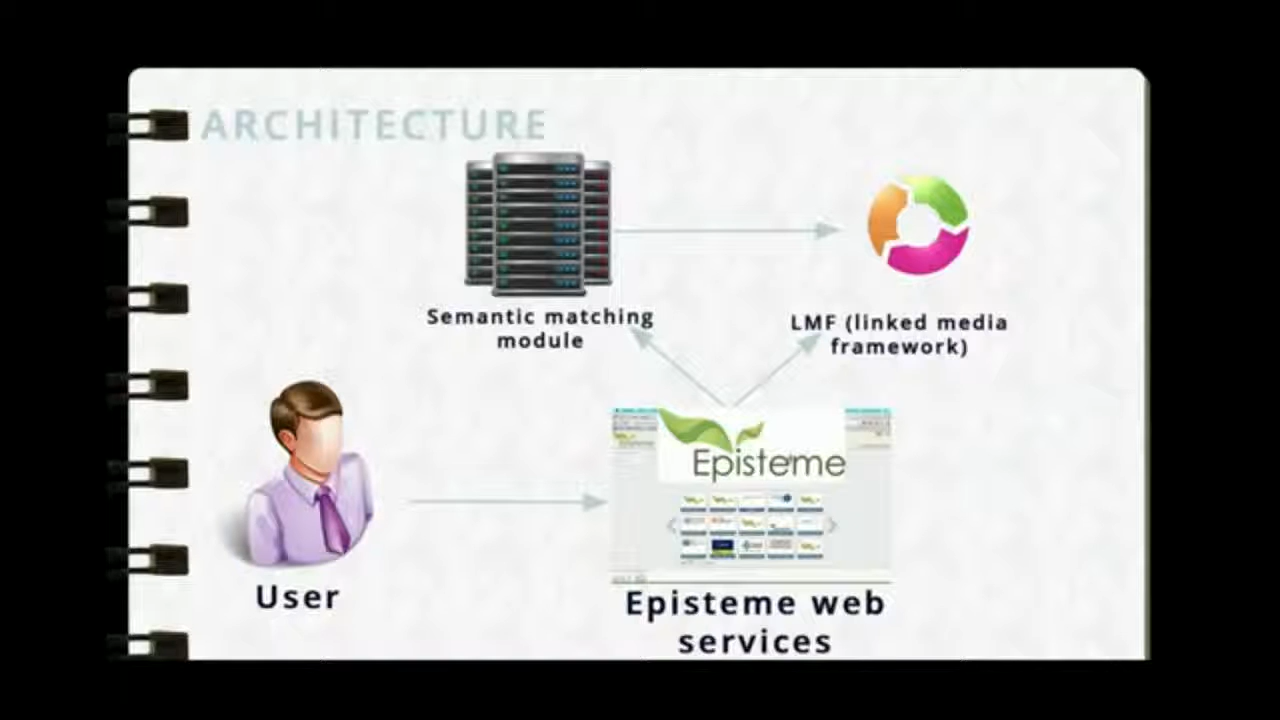 ARCHITECTURE
Semantic matching
module
LMF (linked media
framework)
Episteme
User
Episteme web
services